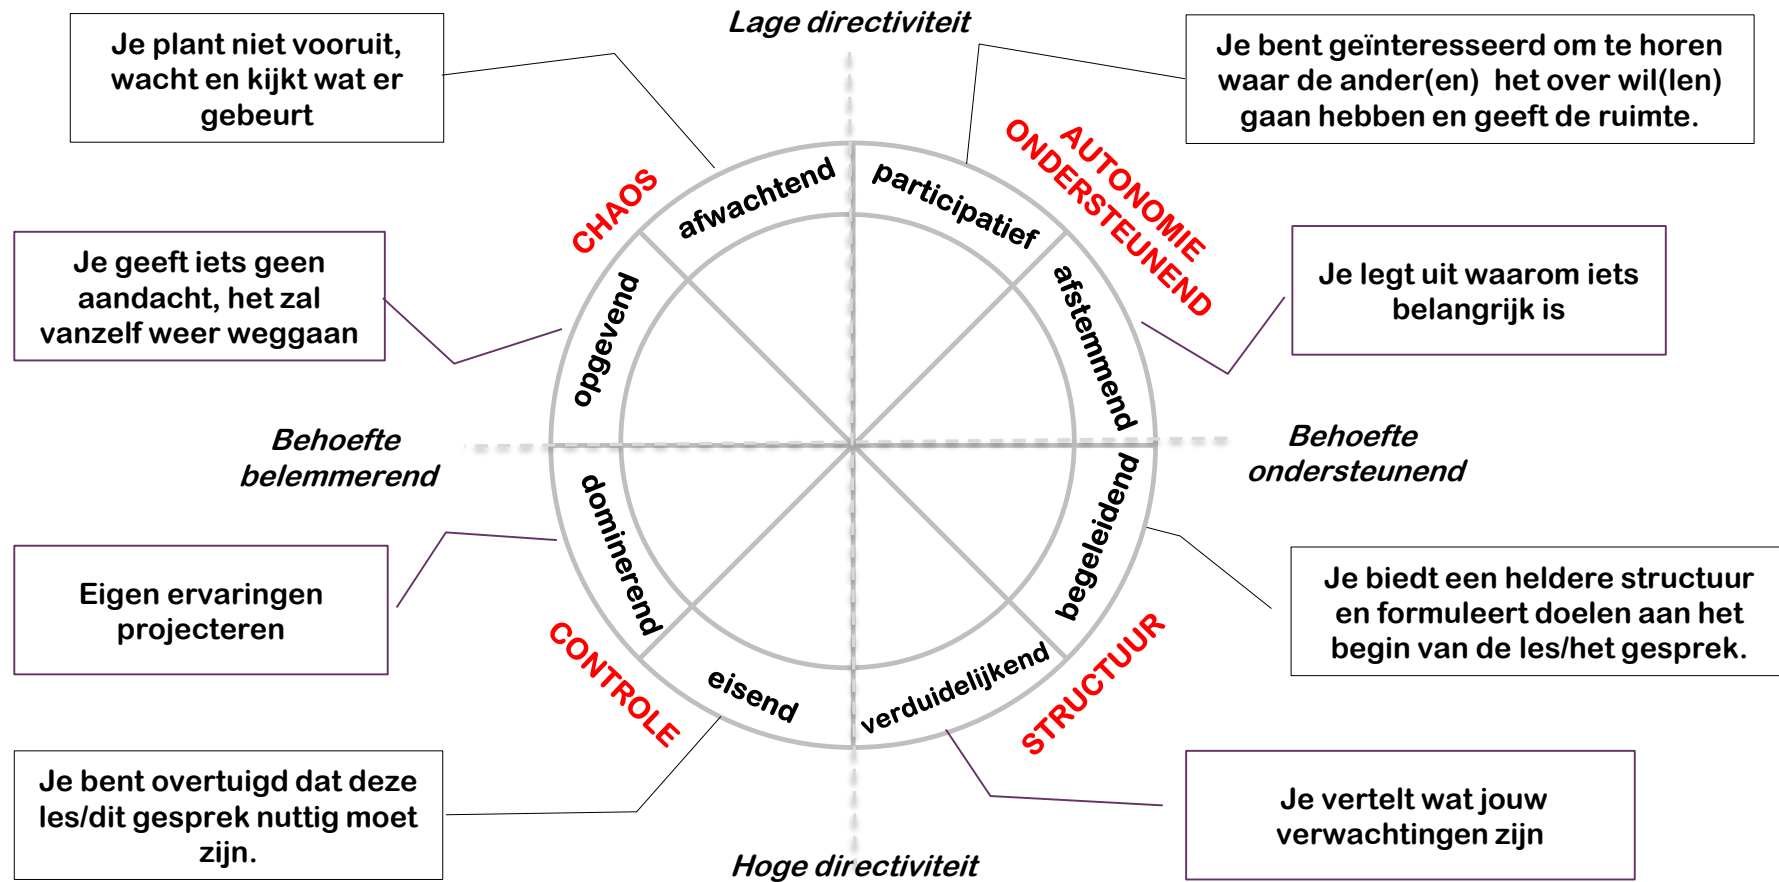 Lage directiviteit
Je plant niet vooruit,
wacht en kijkt wat er
gebeurt
Je bent geïnteresseerd om te horen
waar de ander(en) het over wil(len)
gaan hebben en geeft de ruimte.
CHAOS
afwachtend
participatief
AUTONOMIE
ONDERSTEUNEND
Je geeft iets geen
aandacht, het zal
vanzelf weer weggaan
opgevend
afstemmend
Je legt uit waarom iets
belangrijk is
Behoefte
belemmerend
Behoefte
ondersteunend
Eigen ervaringen
projecteren
dominerend
begeleidend
Je biedt een heldere structuur
en formuleert doelen aan het
begin van de les/het gesprek.
CONTROLE
eisend
verduidelijkend
STRUCTUUR
Je bent overtuigd dat deze
les/dit gesprek nuttig moet
zijn.
Je vertelt wat jouw
verwachtingen zijn
Hoge directiviteit